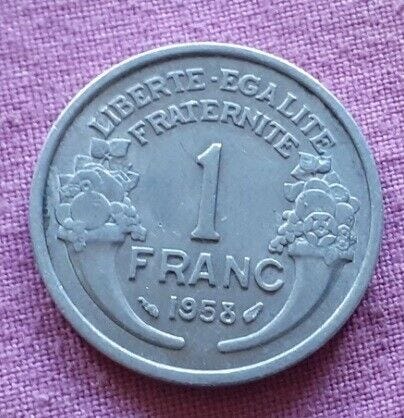 LIBERTE·EGALITE
FRATERNITE
1
FRANC
1958